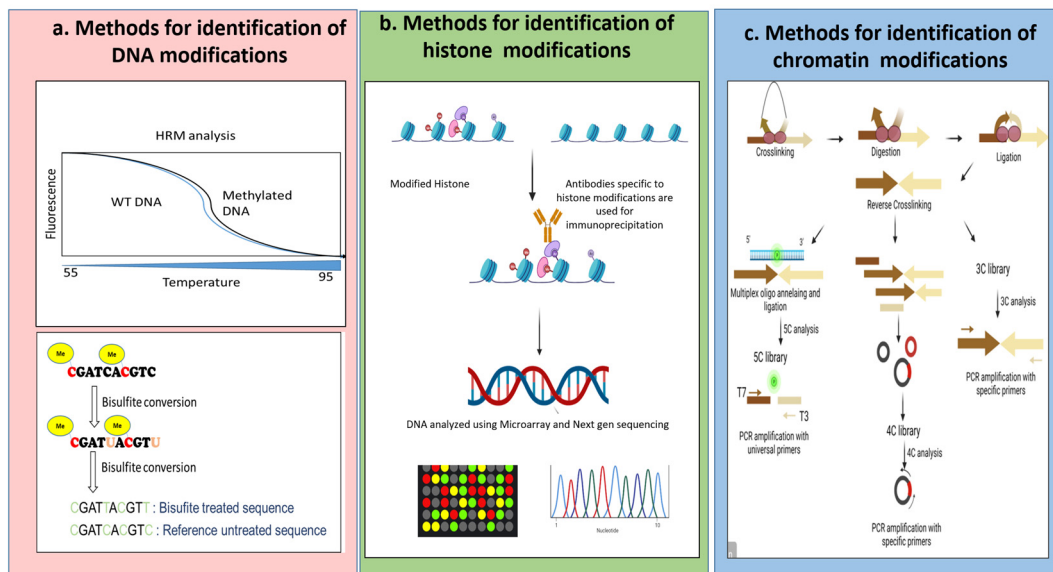 a. Methods for identification of
DNA modifications
HRM analysis
Fluorescence
WT DNA
Methylated
DNA
55
95
Temperature
Me
Me
CGATCACGTC
Bisulfite conversion
Me
Me
CGATUACGTU
Bisulfite conversion
CGATTACGTT : Bisufite treated sequence
CGATCACGTC : Reference untreated sequence
b. Methods for identification of
histone modifications
Modified Histone
Antibodies specific to
histone modifications are
used for
immunoprecipitation
DNA analyzed using Microarray and Next gen sequencing
1
Nucleotide
10
c. Methods for identification of
chromatin modifications
Crosslinking
Digestion
Ligation
Reverse Crosslinking
5'
3'
Multiplex oligo annelaing and
ligation
5C analysis
5C library
T7
T3
PCR amplification with
universal primers
4C library
4C analysis
PCR amplification with
specific primers
3C library
3C analysis
PCR amplification with
specific primers